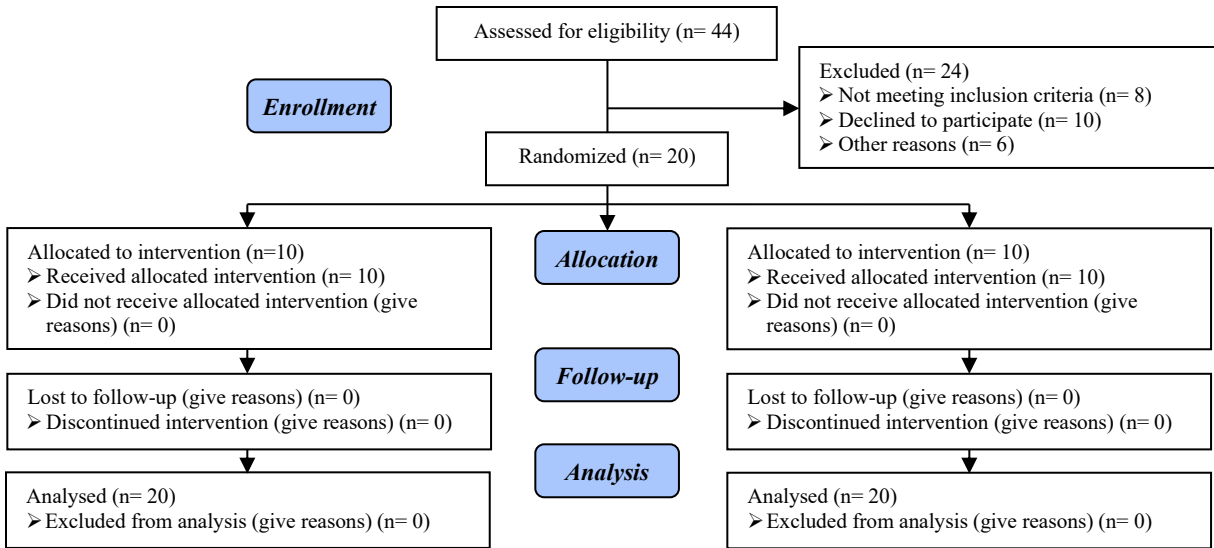 Assessed for eligibility (n= 44)
Enrollment
Excluded (n= 24)
➢ Not meeting inclusion criteria (n= 8)
➢ Declined to participate (n= 10)
➢ Other reasons (n= 6)
Randomized (n= 20)
Allocation
Allocated to intervention (n=10)
➢ Received allocated intervention (n= 10)
➢ Did not receive allocated intervention (give
reasons) (n= 0)
Allocated to intervention (n= 10)
➢ Received allocated intervention (n= 10)
➢ Did not receive allocated intervention (give
reasons) (n= 0)
Follow-up
Lost to follow-up (give reasons) (n= 0)
➢ Discontinued intervention (give reasons) (n= 0)
Lost to follow-up (give reasons) (n= 0)
➢ Discontinued intervention (give reasons) (n= 0)
Analysis
Analysed (n= 20)
➢ Excluded from analysis (give reasons) (n= 0)
Analysed (n= 20)
➢ Excluded from analysis (give reasons) (n= 0)